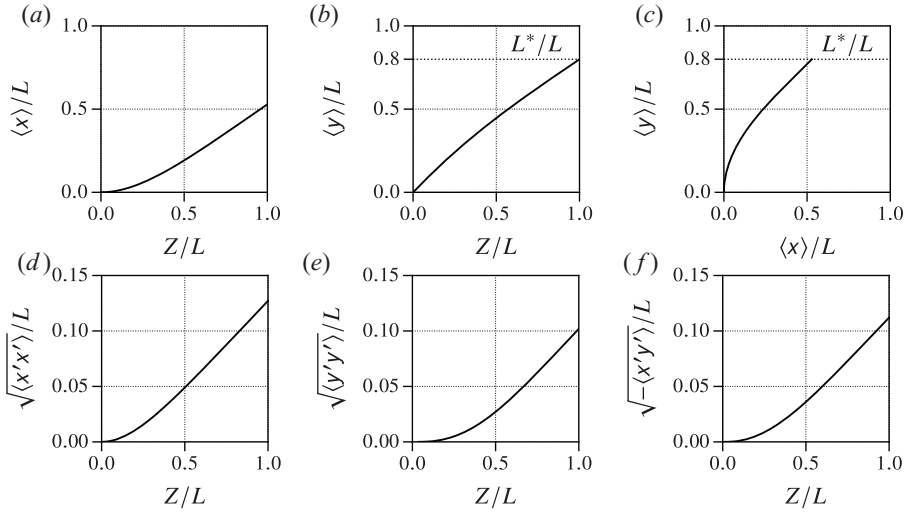 (a)
1.0
0.5
0.0
⟨x⟩/L
0.0 0.5 1.0
Z/L
(b)
1.0
0.8
0.5
0.0
⟨y⟩/L
L*/L
0.0 0.5 1.0
Z/L
(c)
1.0
0.8
0.5
0.0
⟨y⟩/L
L*/L
0.0 0.5 1.0
⟨x⟩/L
(d)
0.15
0.10
0.05
0.00
√⟨x′x′⟩/L
0.0 0.5 1.0
Z/L
(e)
0.15
0.10
0.05
0.00
√⟨y′y′⟩/L
0.0 0.5 1.0
Z/L
(f)
0.15
0.10
0.05
0.00
√−⟨x′y′⟩/L
0.0 0.5 1.0
Z/L